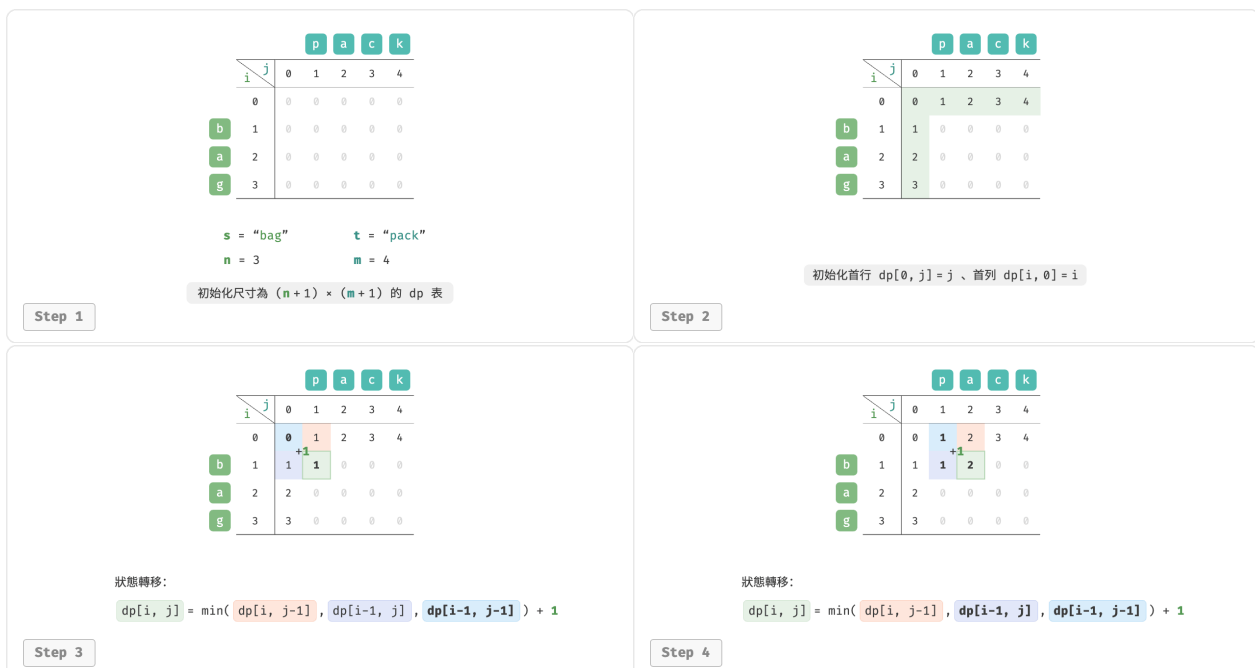 p a c k
j
i
0 1 2 3 4
0 0 0 0 0 0
b 1 0 0 0 0 0
a 2 0 0 0 0 0
g 3 0 0 0 0 0
s = “bag” t = “pack”
n = 3 m = 4
初始化尺寸為 (n + 1) × (m + 1) 的 dp 表
Step 1
p a c k
j
i
0 1 2 3 4
0 0 1 2 3 4
b 1 1 0 0 0 0
a 2 2 0 0 0 0
g 3 3 0 0 0 0
初始化首行 dp[0, j] = j 、首列 dp[i, 0] = i
Step 2
p a c k
j
i
0 1 2 3 4
0 0 1 2 3 4
+1
b 1 1 1 0 0 0
a 2 2 0 0 0 0
g 3 3 0 0 0 0
狀態轉移:
dp[i, j] = min( dp[i, j-1] , dp[i-1, j] , dp[i-1, j-1] ) + 1
Step 3
p a c k
j
i
0 1 2 3 4
0 0 1 2 3 4
+1
b 1 1 1 2 0 0
a 2 2 0 0 0 0
g 3 3 0 0 0 0
狀態轉移:
dp[i, j] = min( dp[i, j-1] , dp[i-1, j] , dp[i-1, j-1] ) + 1
Step 4